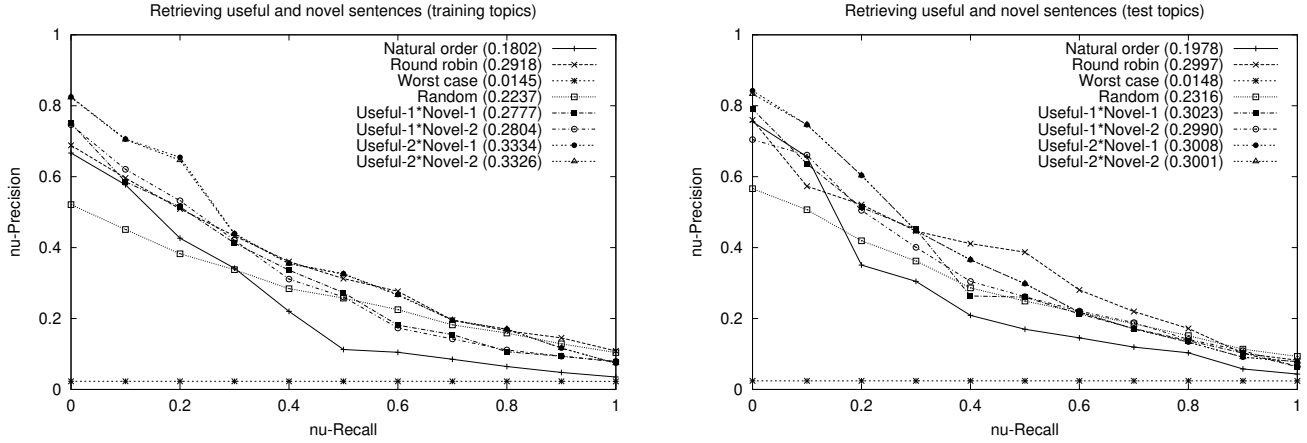 Retrieving useful and novel sentences (training topics)
nu-Precision
1
0.8
0.6
0.4
0.2
0
0
0.2
0.4
0.6
0.8
1
nu-Recall
Natural order (0.1802)
Round robin (0.2918)
Worst case (0.0145)
Random (0.2237)
Useful-1*Novel-1 (0.2777)
Useful-1*Novel-2 (0.2804)
Useful-2*Novel-1 (0.3334)
Useful-2*Novel-2 (0.3326)
Retrieving useful and novel sentences (test topics)
nu-Precision
1
0.8
0.6
0.4
0.2
0
0
0.2
0.4
0.6
0.8
1
nu-Recall
Natural order (0.1978)
Round robin (0.2997)
Worst case (0.0148)
Random (0.2316)
Useful-1*Novel-1 (0.3023)
Useful-1*Novel-2 (0.2990)
Useful-2*Novel-1 (0.3008)
Useful-2*Novel-2 (0.3001)